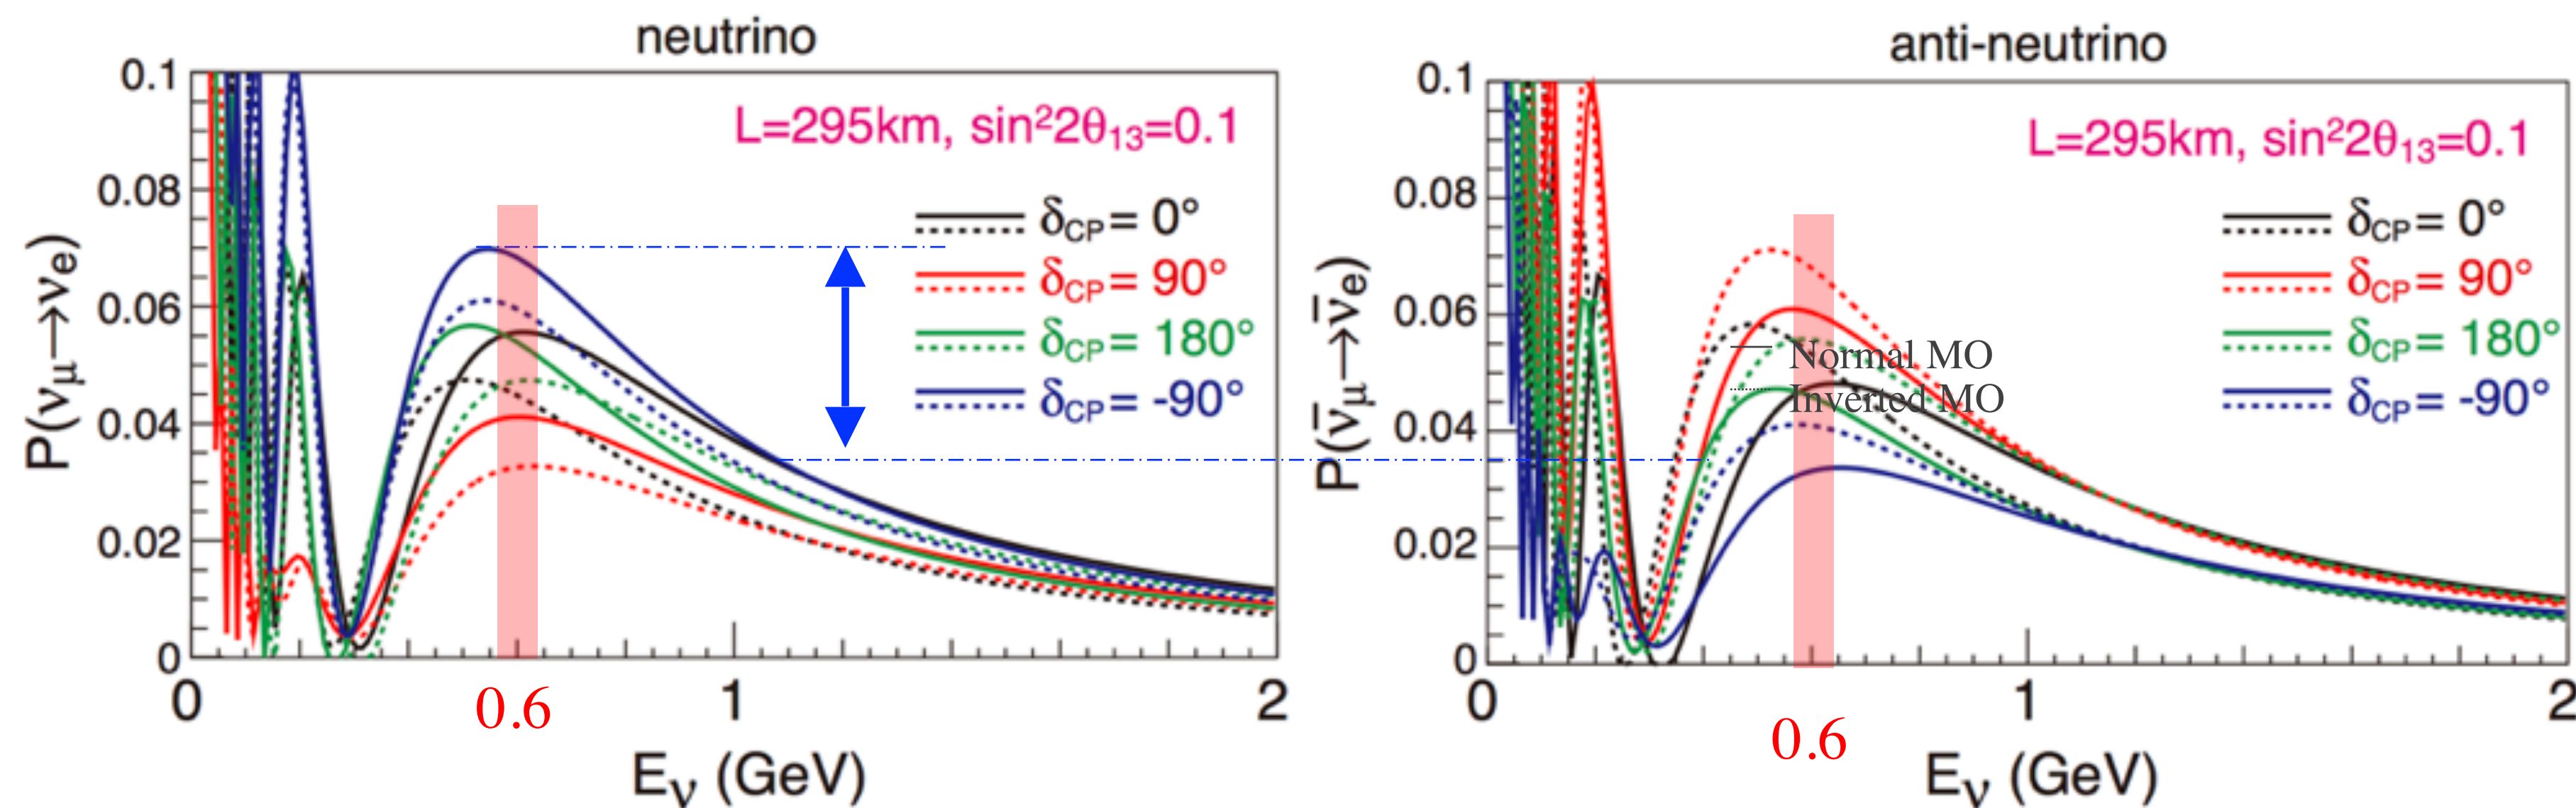 neutrino
0.1
0.08
0.06
0.04
0.02
0
P(νμ→νe)
L=295km, sin²2θ₁₃=0.1
δCP = 0°
δCP = 90°
δCP = 180°
δCP = -90°
0 1 2
0.6
Eν (GeV)
anti-neutrino
0.1
0.08
0.06
0.04
0.02
0
P(ν̄μ→ν̄e)
L=295km, sin²2θ₁₃=0.1
δCP = 0°
δCP = 90°
δCP = 180°
δCP = -90°
Normal MO
Inverted MO
0 1 2
0.6
Eν (GeV)